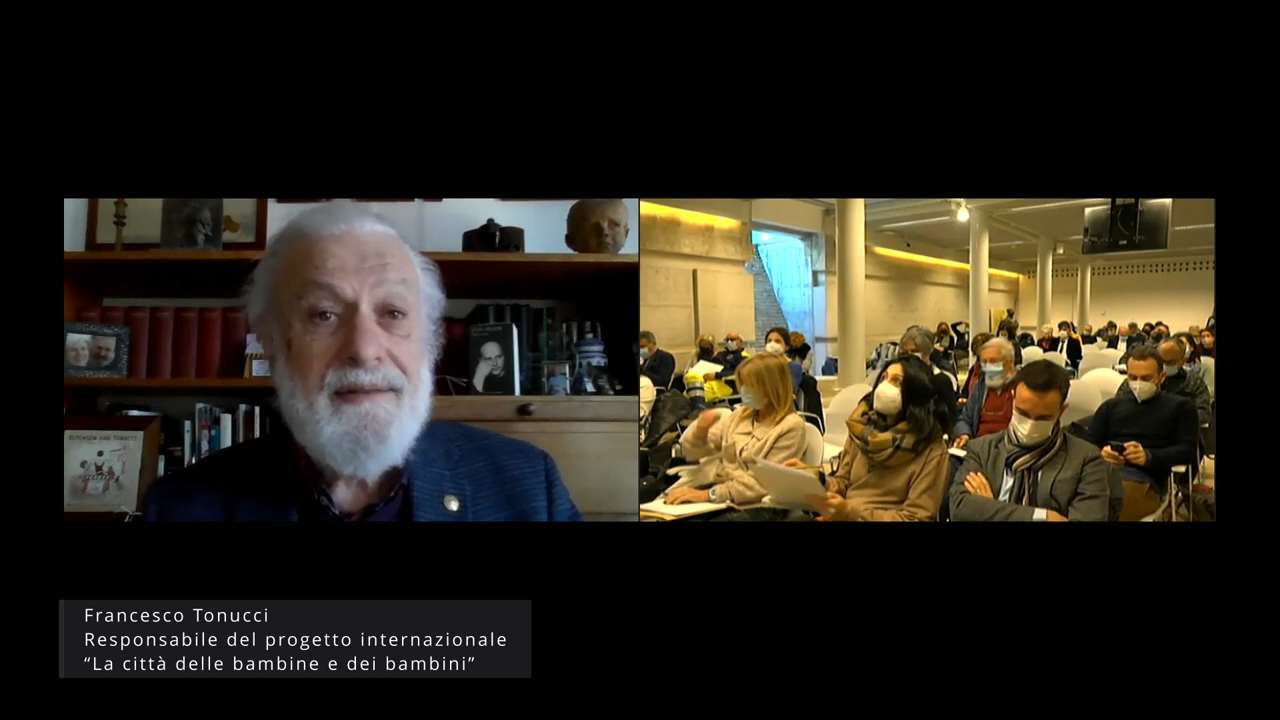 Francesco Tonucci
Responsabile del progetto internazionale
“La città delle bambine e dei bambini”